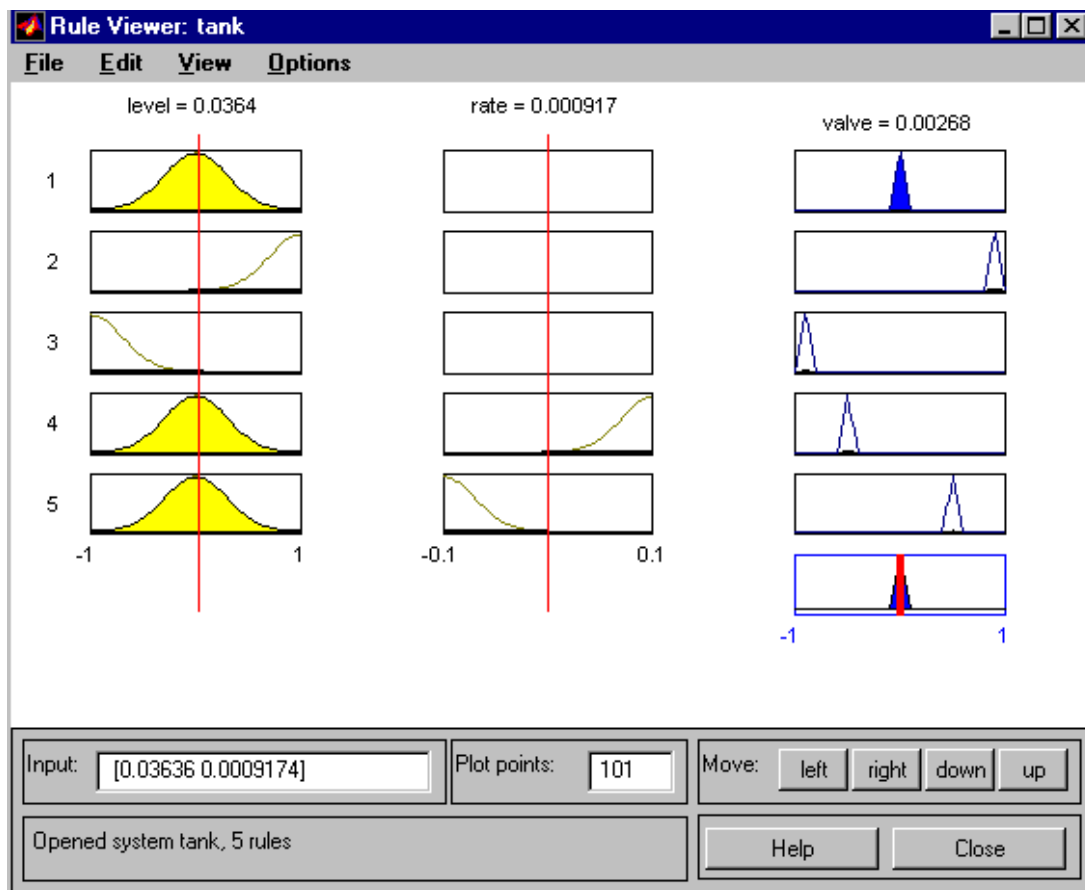 Rule Viewer: tank
File Edit View Options
level = 0.0364
rate = 0.000917
valve = 0.00268
1
2
3
4
5
-1 1
-0.1 0.1
-1 1
Input: [0.03636 0.0009174]
Plot points: 101
Move: left right down up
Opened system tank, 5 rules
Help Close